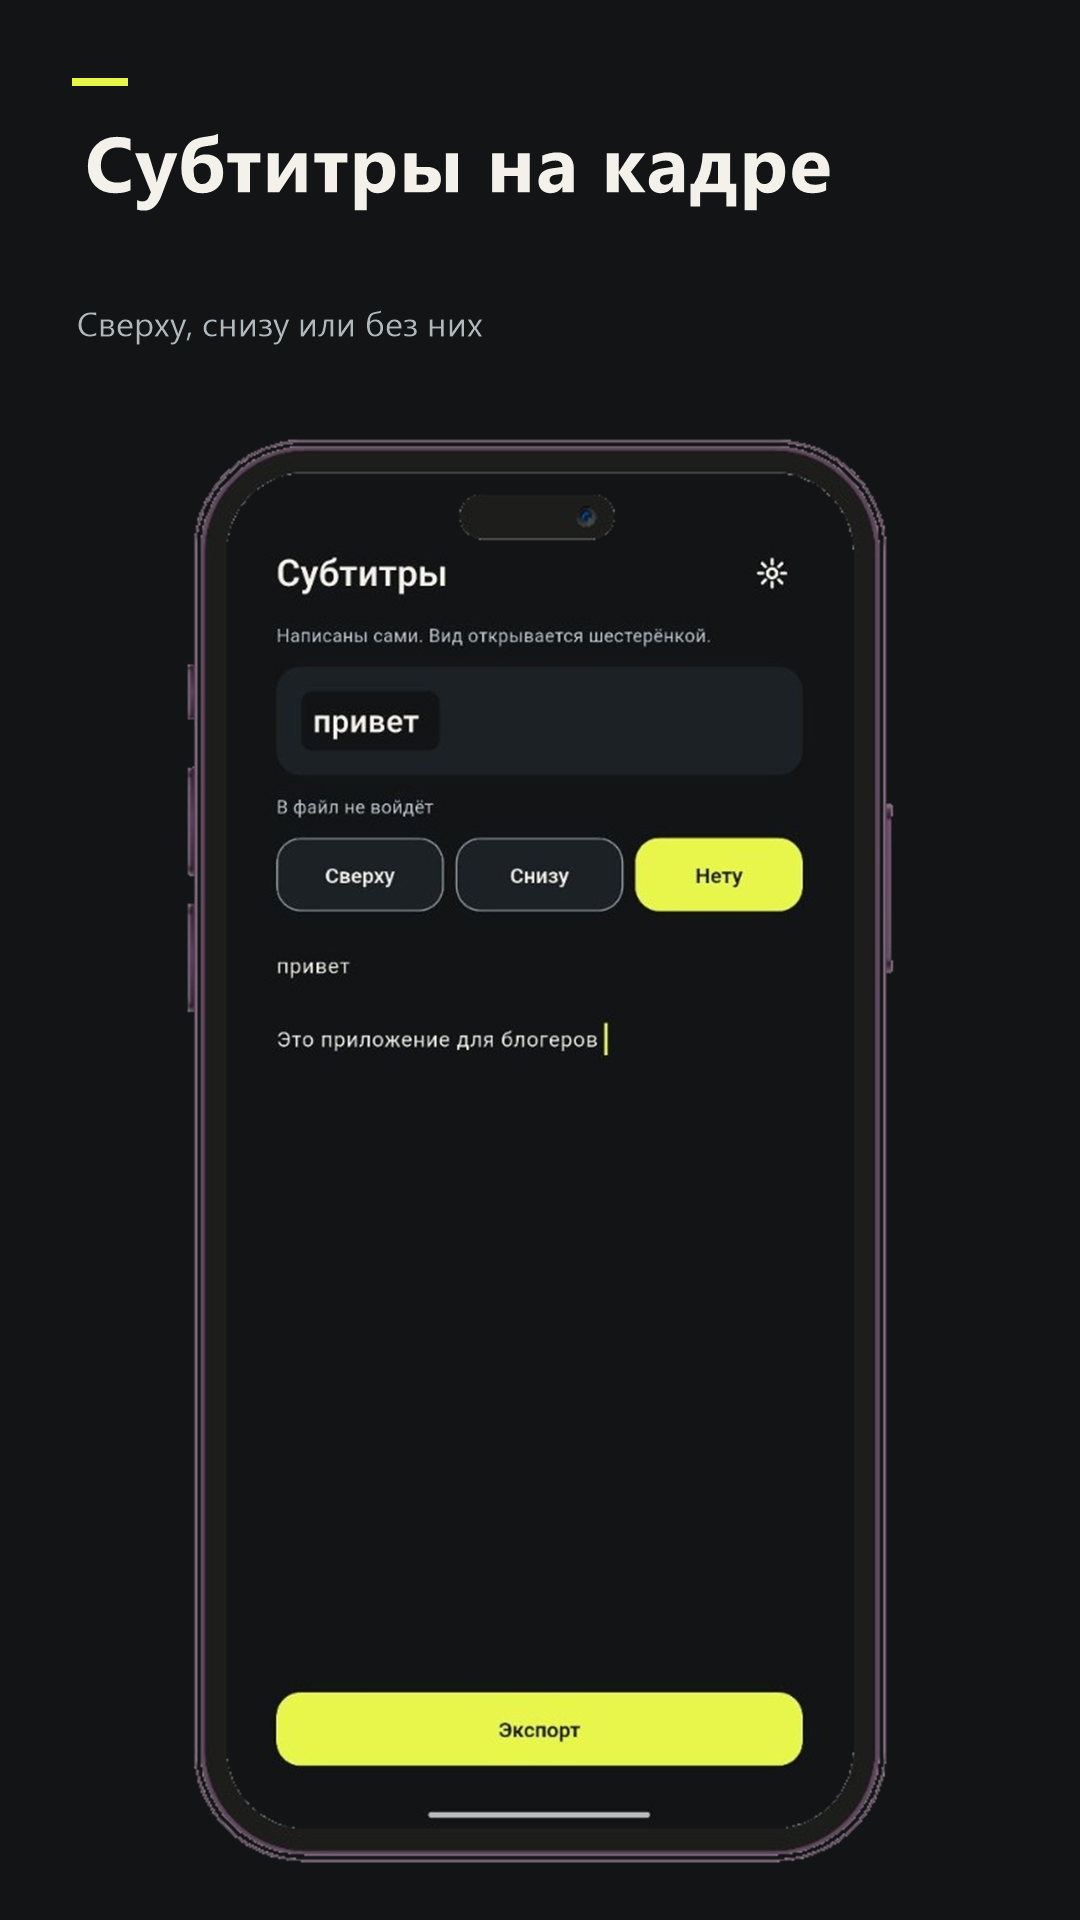 Субтитры на кадре
Сверху, снизу или без них
Субтитры
Написаны сами. Вид открывается шестерёнкой.
привет
В файл не войдёт
Сверху
Снизу
Нету
привет
Это приложение для блогеров
Экспорт